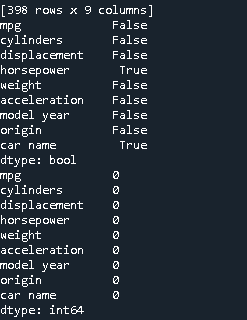 [398 rows x 9 columns]
mpg             False
cylinders       False
displacement    False
horsepower       True
weight          False
acceleration    False
model year      False
origin          False
car name         True
dtype: bool
mpg             0
cylinders       0
displacement    0
horsepower      0
weight          0
acceleration    0
model year      0
origin          0
car name        0
dtype: int64